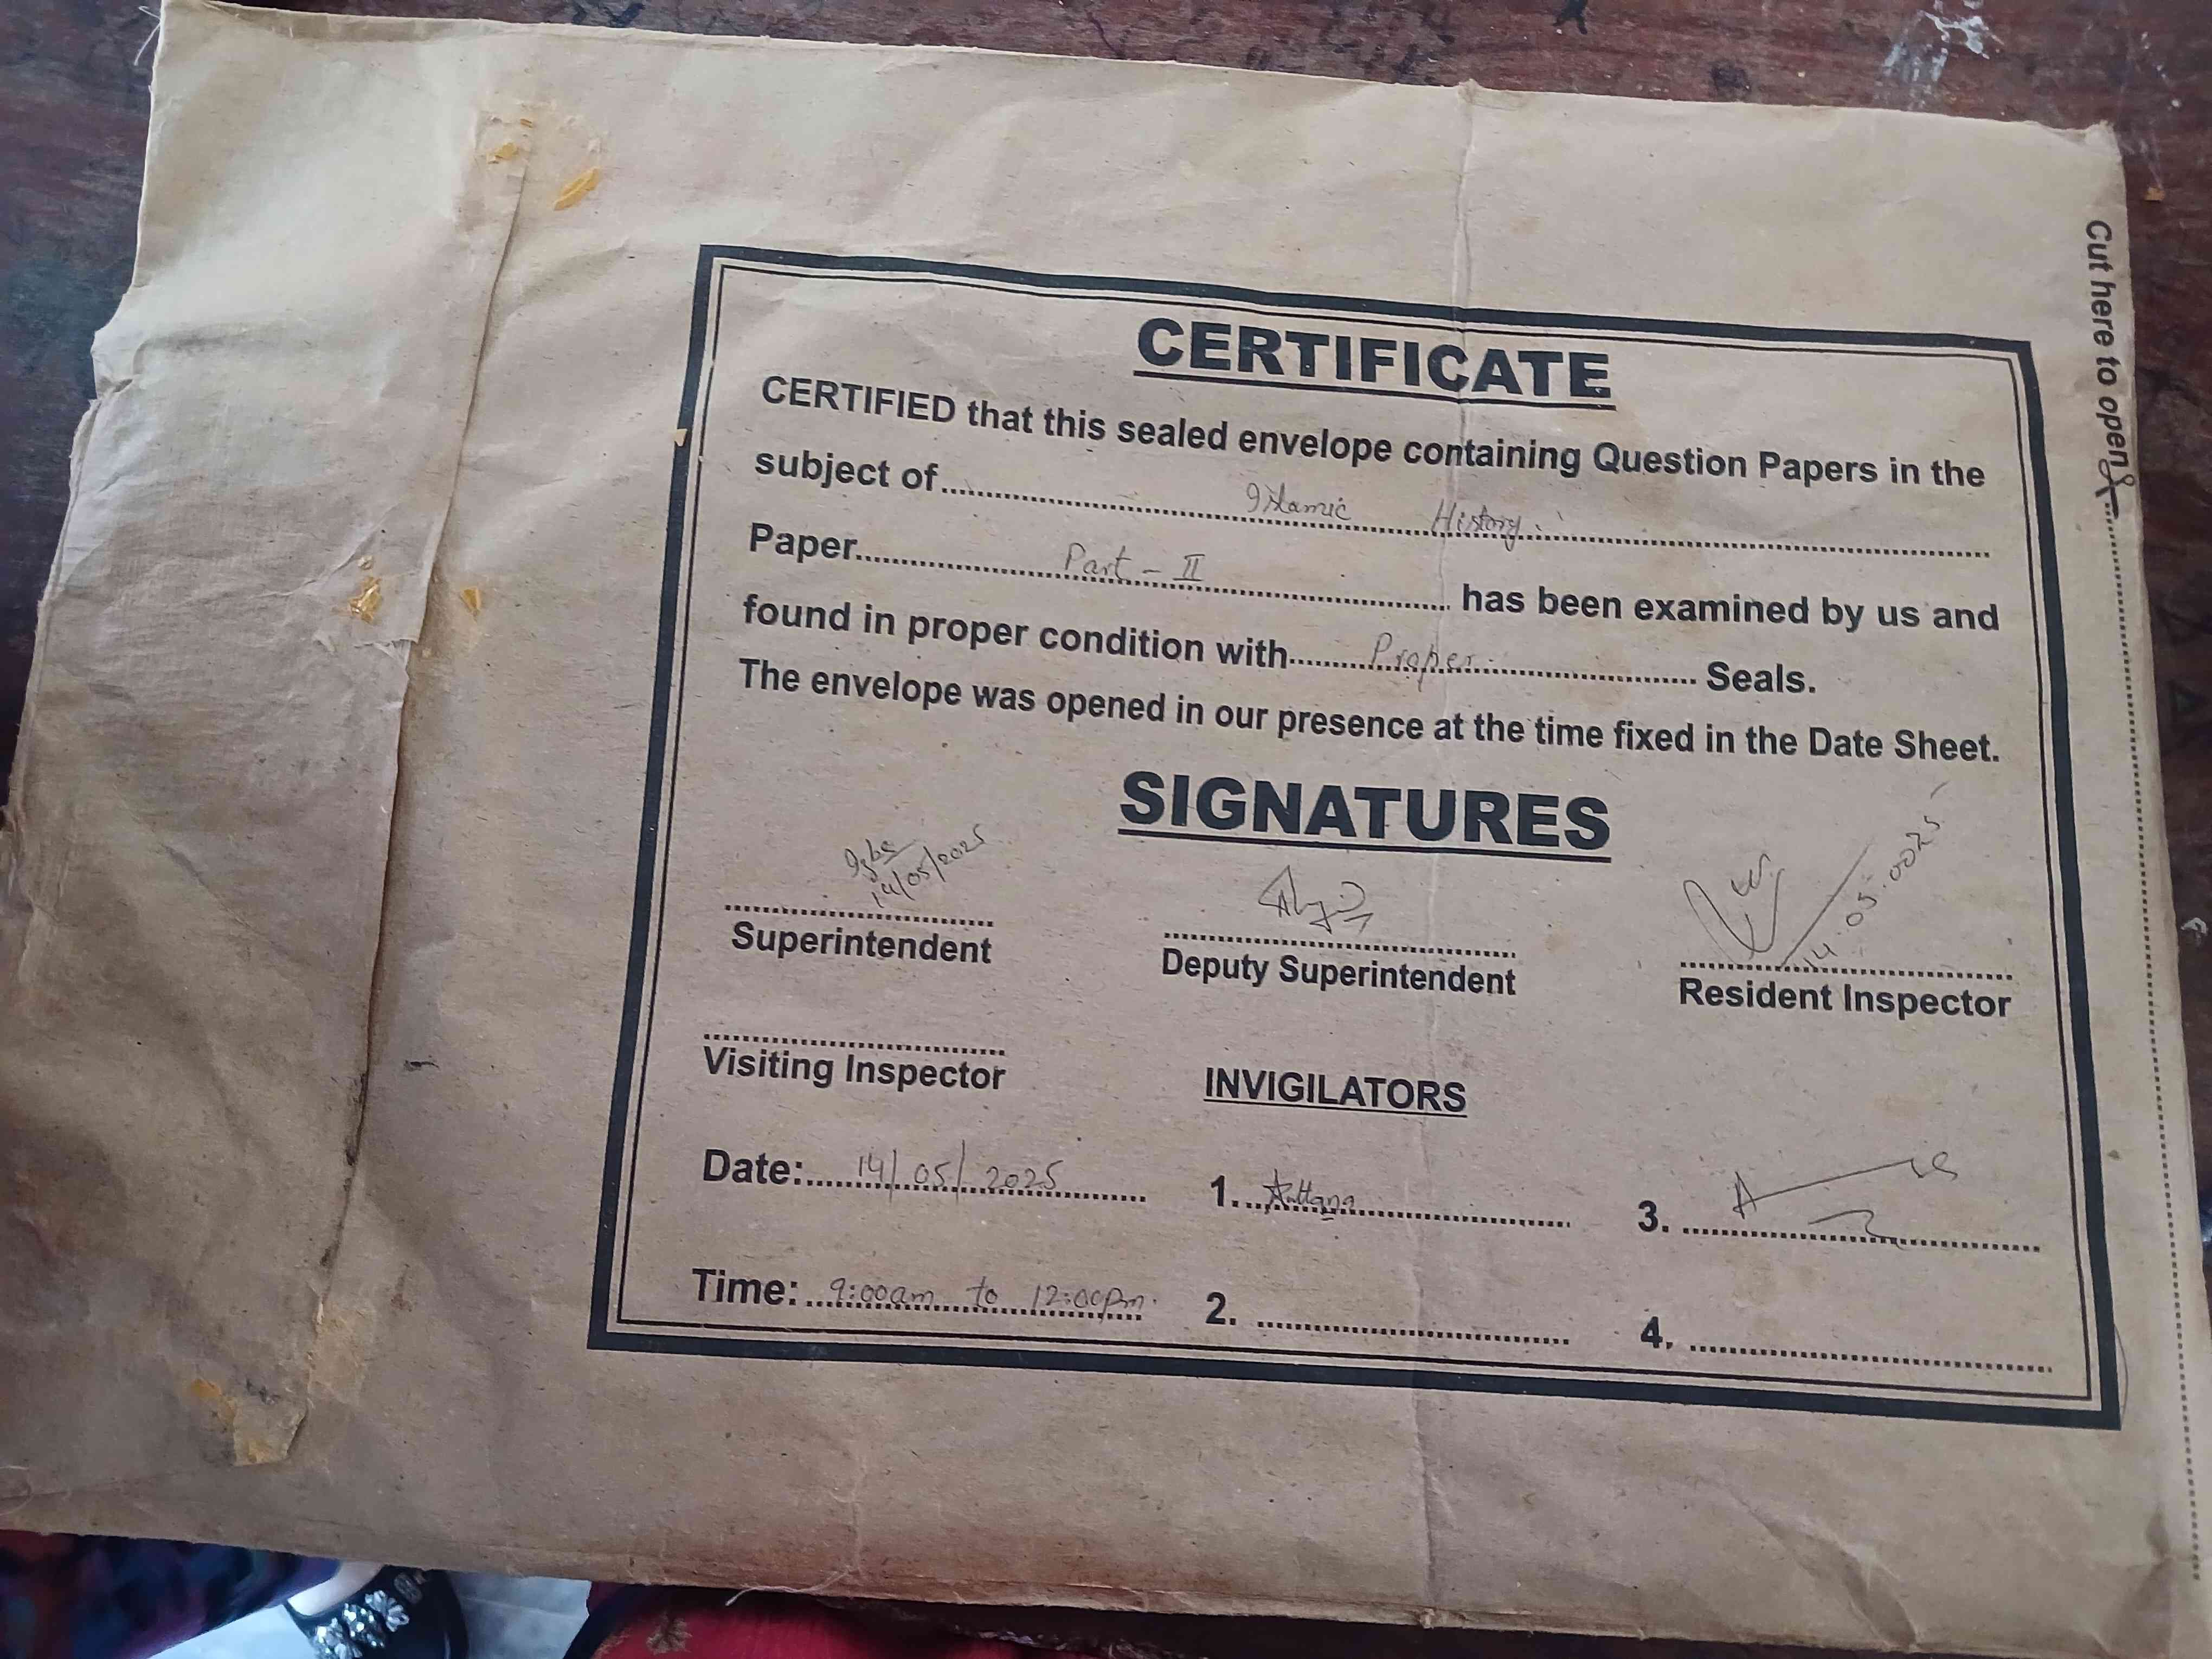 CERTIFICATE
CERTIFIED that this sealed envelope containing Question Papers in the
subject of.......... Islamic History. ..........
Paper.......... Part - II .......... has been examined by us and
found in proper condition with.......... Proper .......... Seals.
The envelope was opened in our presence at the time fixed in the Date Sheet.
SIGNATURES
14/05/2025
14.05.0025
Superintendent
Deputy Superintendent
Resident Inspector
Visiting Inspector
INVIGILATORS
Date:..... 14/05/2025 .....
1. ..........
3. ..........
Time: ..... 9:00am to 12:00pm. .....
2. ..........
4. ..........
Cut here to open